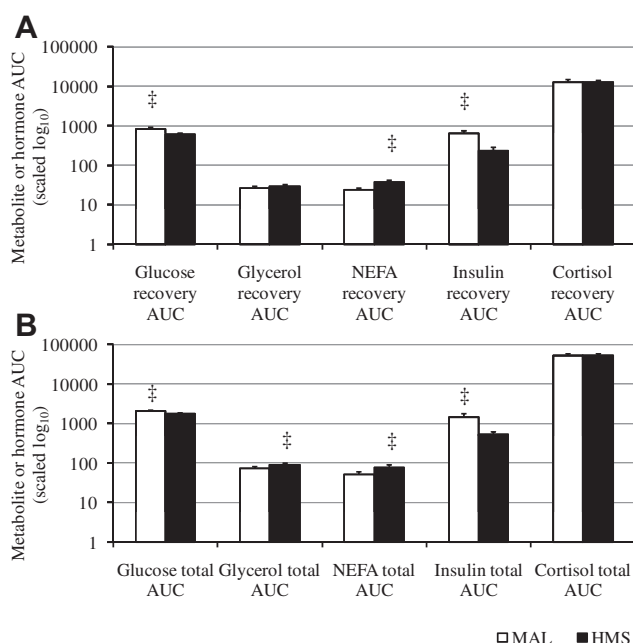 A
Metabolite or hormone AUC
(scaled log10)
100000
10000
1000
100
10
1
‡
‡
‡
Glucose
recovery
AUC
Glycerol
recovery
AUC
NEFA
recovery
AUC
Insulin
recovery
AUC
Cortisol
recovery
AUC
B
Metabolite or hormone AUC
(scaled log10)
100000
10000
1000
100
10
1
‡
‡
‡
‡
Glucose total
AUC
Glycerol total
AUC
NEFA total
AUC
Insulin total
AUC
Cortisol total
AUC
MAL
HMS